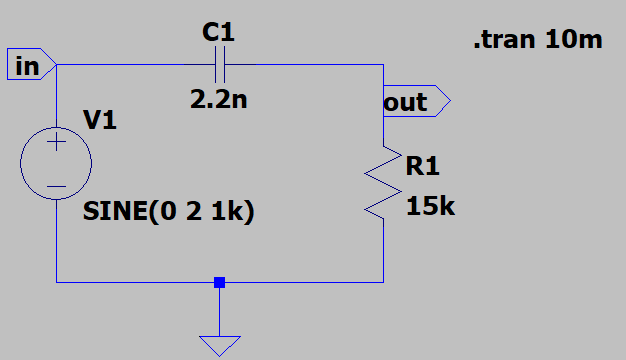 C1
.tran 10m
in
2.2n
out
V1
R1
SINE(0 2 1k)
15k